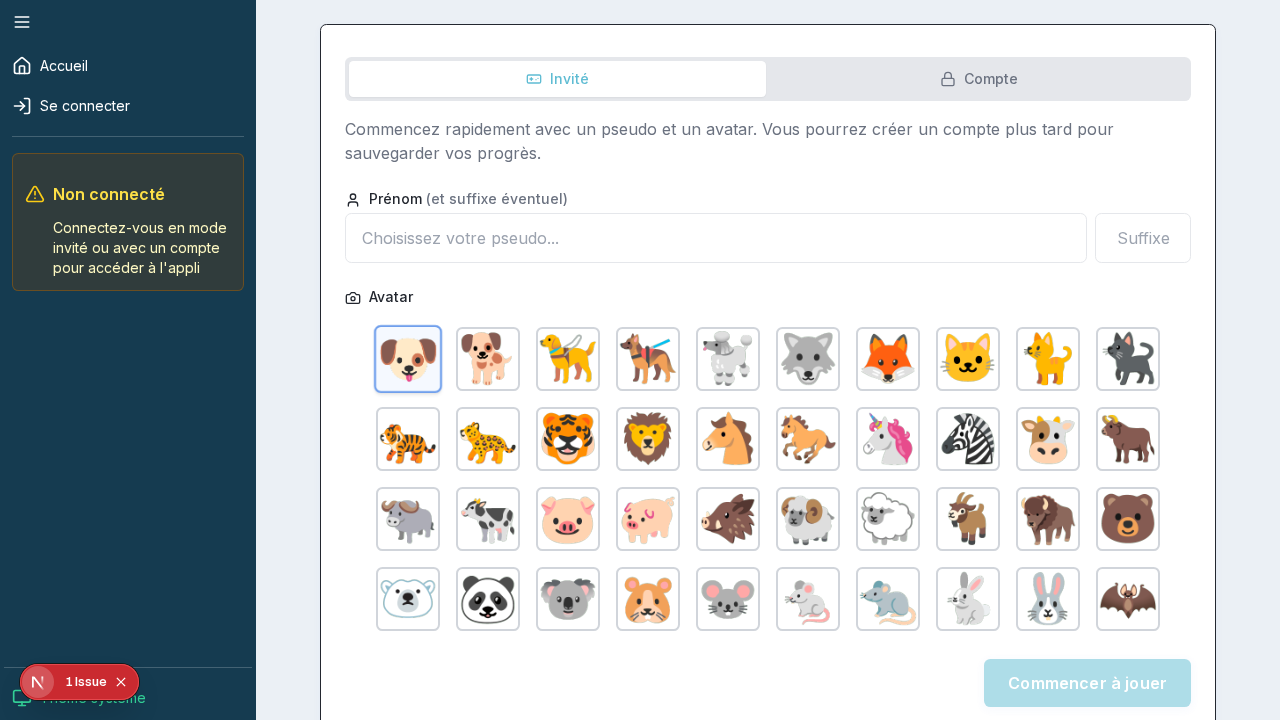 Accueil
Se connecter
Non connecté
Connectez-vous en mode
invité ou avec un compte
pour accéder à l'appli
1 Issue
Invité
Compte
Commencez rapidement avec un pseudo et un avatar. Vous pourrez créer un compte plus tard pour
sauvegarder vos progrès.
Prénom (et suffixe éventuel)
Choisissez votre pseudo...
Suffixe
Avatar
Commencer à jouer